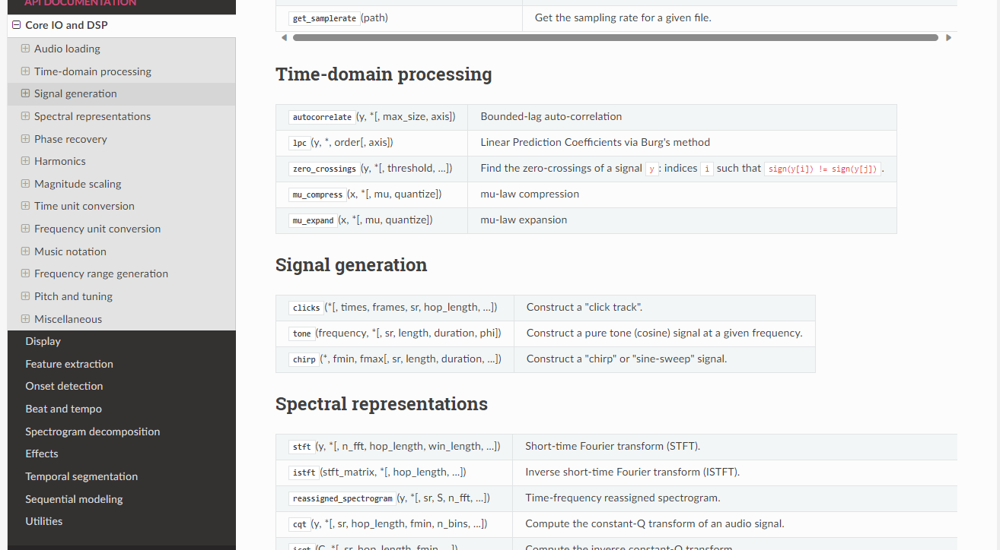 API DOCUMENTATION
Core IO and DSP
Audio loading
Time-domain processing
Signal generation
Spectral representations
Phase recovery
Harmonics
Magnitude scaling
Time unit conversion
Frequency unit conversion
Music notation
Frequency range generation
Pitch and tuning
Miscellaneous
Display
Feature extraction
Onset detection
Beat and tempo
Spectrogram decomposition
Effects
Temporal segmentation
Sequential modeling
Utilities
get_samplerate (path) Get the sampling rate for a given file.
Time-domain processing
autocorrelate (y, *[, max_size, axis]) Bounded-lag auto-correlation
lpc (y, *, order[, axis]) Linear Prediction Coefficients via Burg's method
zero_crossings (y, *[, threshold, ...]) Find the zero-crossings of a signal y : indices i such that sign(y[i]) != sign(y[j]) .
mu_compress (x, *[, mu, quantize]) mu-law compression
mu_expand (x, *[, mu, quantize]) mu-law expansion
Signal generation
clicks (*[, times, frames, sr, hop_length, ...]) Construct a "click track".
tone (frequency, *[, sr, length, duration, phi]) Construct a pure tone (cosine) signal at a given frequency.
chirp (*, fmin, fmax[, sr, length, duration, ...]) Construct a "chirp" or "sine-sweep" signal.
Spectral representations
stft (y, *[, n_fft, hop_length, win_length, ...]) Short-time Fourier transform (STFT).
istft (stft_matrix, *[, hop_length, ...]) Inverse short-time Fourier transform (ISTFT).
reassigned_spectrogram (y, *[, sr, S, n_fft, ...]) Time-frequency reassigned spectrogram.
cqt (y, *[, sr, hop_length, fmin, n_bins, ...]) Compute the constant-Q transform of an audio signal.
icqt (C, *[, sr, hop_length, fmin, ...]) Compute the inverse constant-Q transform.